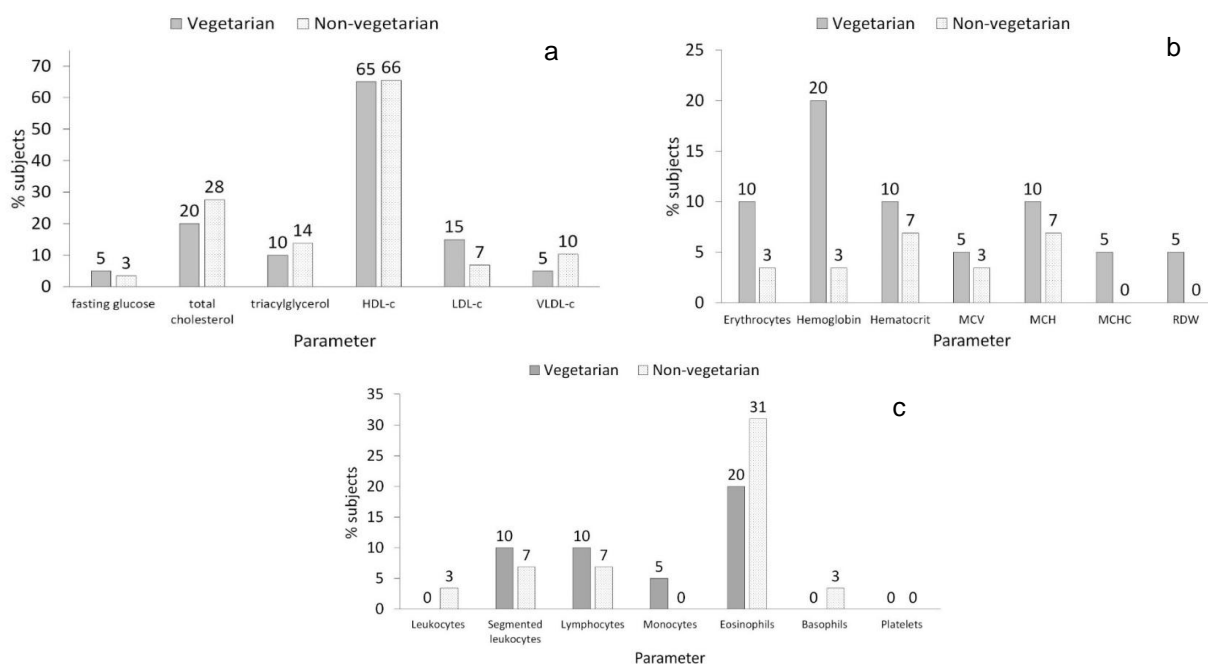 Vegetarian Non-vegetarian
a
% subjects
70
60
50
40
30
20
10
0
5 3
20 28
10 14
65 66
15 7
5 10
fasting glucose total cholesterol triacylglycerol HDL-c LDL-c VLDL-c
Parameter
Vegetarian Non-vegetarian
b
% subjects
25
20
15
10
5
0
10 3
20 3
10 7
5 3
10 7
5 0
5 0
Erythrocytes Hemoglobin Hematocrit MCV MCH MCHC RDW
Parameter
Vegetarian Non-vegetarian
c
% subjects
35
30
25
20
15
10
5
0
0 3
10 7
10 7
5 0
20 31
0 3
0 0
Leukocytes Segmented leukocytes Lymphocytes Monocytes Eosinophils Basophils Platelets
Parameter